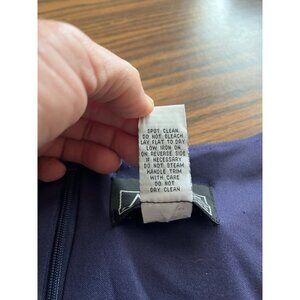 SPOT CLEAN
DO NOT BLEACH
LAY FLAT TO DRY
LOW IRON ON
ON REVERSE SIDE
IF NECESSARY
DO NOT STEAM
HANDLE TRIM
WITH CARE
DO NOT
DRY CLEAN